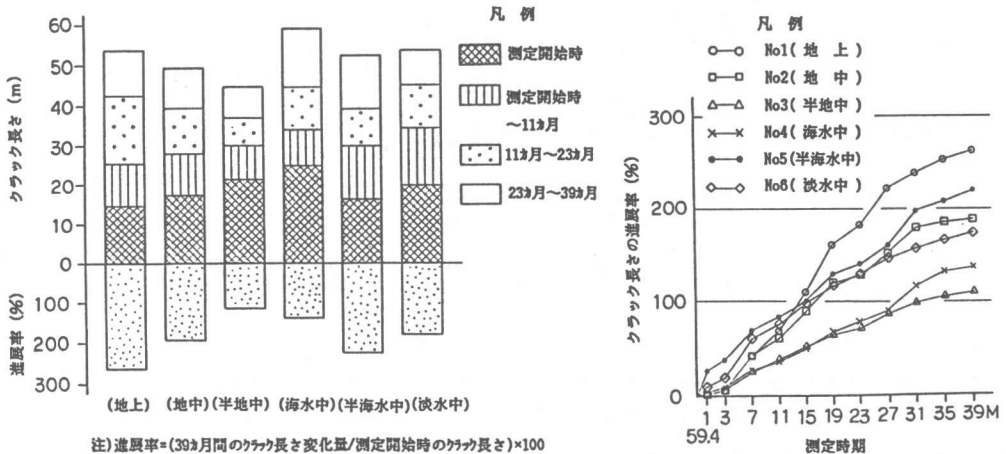 60
50
40
30
20
10
0
100
200
300
クラック長さ (m)
進展率 (%)
凡 例
測定開始時
測定開始時
～11ｶ月
11ｶ月～23ｶ月
23ｶ月～39ｶ月
(地上) (地中) (半地中) (海水中) (半海水中) (淡水中)
注) 進展率=(39ｶ月間のｸﾗｯｸ長さ変化量/測定開始時のｸﾗｯｸ長さ)×100
凡 例
No1( 地 上 )
No2( 地 中 )
No3( 半地中 )
No4( 海水中 )
No5(半海水中)
No6( 淡水中 )
300
200
100
0
クラック長さの進展率 (%)
1 3 7 11 15 19 23 27 31 35 39M
59.4
測定時期